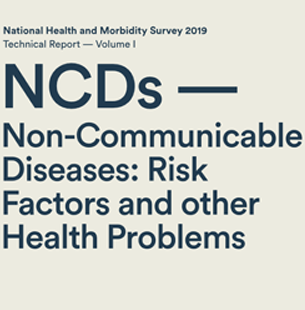 National Health and Morbidity Survey 2019
Technical Report — Volume I
NCDs —
Non-Communicable
Diseases: Risk
Factors and other
Health Problems